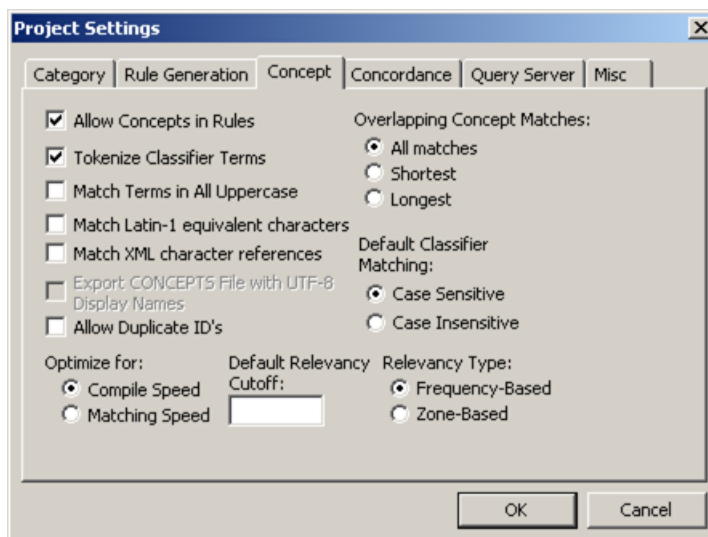 Project Settings
Category
Rule Generation
Concept
Concordance
Query Server
Misc
Allow Concepts in Rules
Tokenize Classifier Terms
Match Terms in All Uppercase
Match Latin-1 equivalent characters
Match XML character references
Export CONCEPTS File with UTF-8
Display Names
Allow Duplicate ID's
Overlapping Concept Matches:
All matches
Shortest
Longest
Default Classifier
Matching:
Case Sensitive
Case Insensitive
Optimize for:
Compile Speed
Matching Speed
Default Relevancy
Cutoff:
Relevancy Type:
Frequency-Based
Zone-Based
OK
Cancel